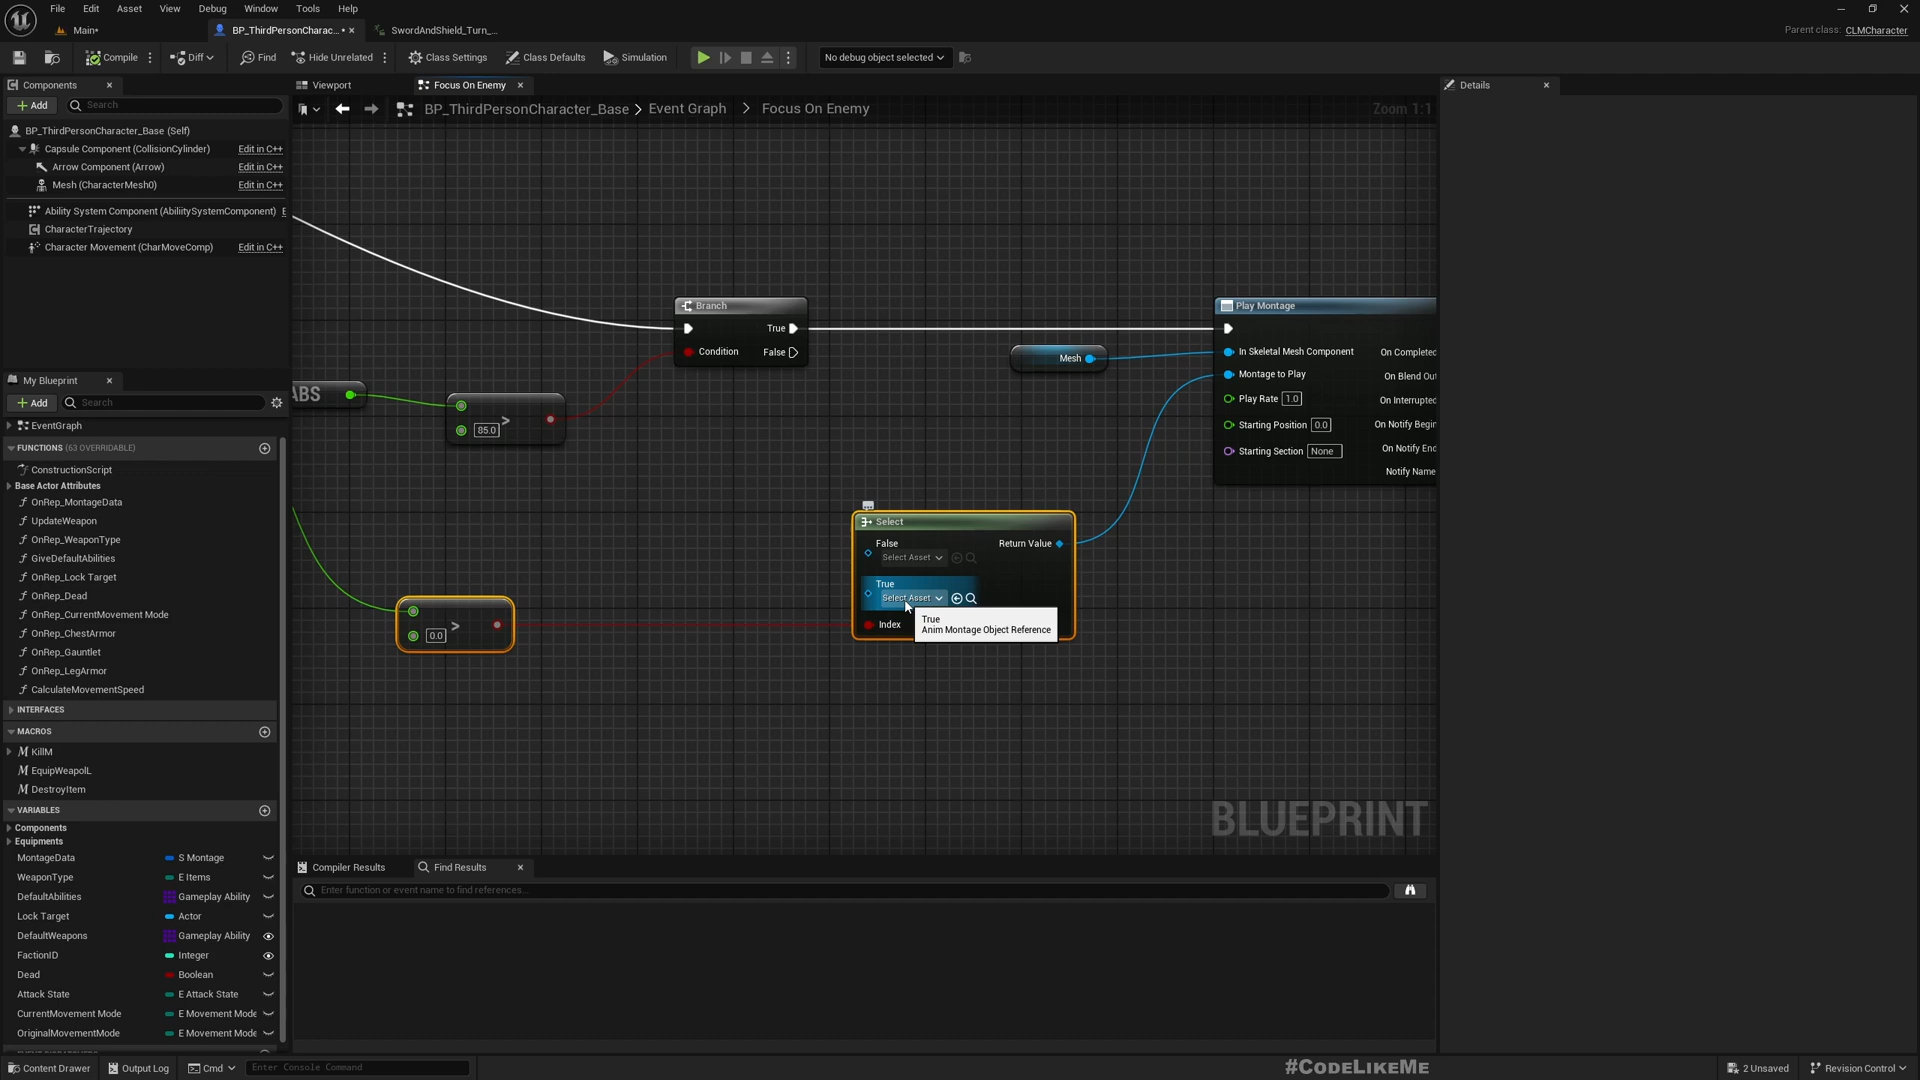 File Edit Asset View Debug Window Tools Help
Main•
BP_ThirdPersonCharac... •
SwordAndShield_Turn_...
Parent class: CLMCharacter
Compile
Diff
Find
Hide Unrelated
Class Settings
Class Defaults
Simulation
No debug object selected
Components
Viewport
Focus On Enemy
Details
Add
Search
BP_ThirdPersonCharacter_Base > Event Graph > Focus On Enemy
Zoom 1:1
BP_ThirdPersonCharacter_Base (Self)
Capsule Component (CollisionCylinder) Edit in C++
Arrow Component (Arrow) Edit in C++
Mesh (CharacterMesh0) Edit in C++
Ability System Component (AbiliitySystemComponent) E
CharacterTrajectory
Character Movement (CharMoveComp) Edit in C++
Branch
True
Condition
False
ABS
85.0
>
Mesh
Play Montage
In Skeletal Mesh Component
On Completed
Montage to Play
On Blend Out
Play Rate 1.0
On Interrupted
Starting Position 0.0
On Notify Begin
Starting Section None
On Notify End
Notify Name
Select
False
Return Value
Select Asset
True
Select Asset
Index
True
Anim Montage Object Reference
>
0.0
BLUEPRINT
My Blueprint
Add
Search
EventGraph
FUNCTIONS (63 OVERRIDABLE)
ConstructionScript
Base Actor Attributes
OnRep_MontageData
UpdateWeapon
OnRep_WeaponType
GiveDefaultAbilities
OnRep_Lock Target
OnRep_Dead
OnRep_CurrentMovement Mode
OnRep_ChestArmor
OnRep_Gauntlet
OnRep_LegArmor
CalculateMovementSpeed
INTERFACES
MACROS
KillM
EquipWeapolL
DestroyItem
VARIABLES
Components
Equipments
MontageData S Montage
WeaponType E Items
DefaultAbilities Gameplay Ability
Lock Target Actor
DefaultWeapons Gameplay Ability
FactionID Integer
Dead Boolean
Attack State E Attack State
CurrentMovement Mode E Movement Mode
OriginalMovementMode E Movement Mode
Compiler Results
Find Results
Enter function or event name to find references...
Content Drawer
Output Log
Cmd
Enter Console Command
#CodeLikeMe
2 Unsaved
Revision Control